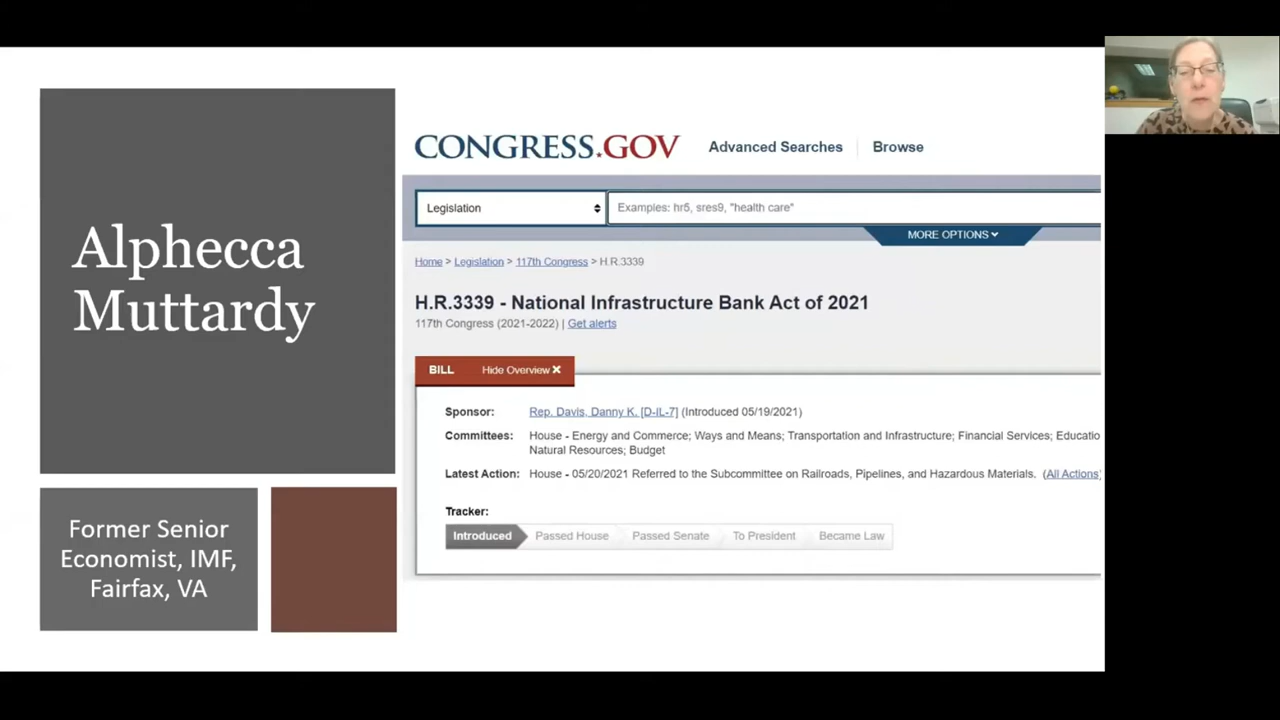 Alphecca
Muttardy
Former Senior
Economist, IMF,
Fairfax, VA
CONGRESS.GOV Advanced Searches Browse
Legislation Examples: hr5, sres9, "health care"
MORE OPTIONS
Home > Legislation > 117th Congress > H.R.3339
H.R.3339 - National Infrastructure Bank Act of 2021
117th Congress (2021-2022) | Get alerts
BILL Hide Overview ×
Sponsor: Rep. Davis, Danny K. [D-IL-7] (Introduced 05/19/2021)
Committees: House - Energy and Commerce; Ways and Means; Transportation and Infrastructure; Financial Services; Educatio
Natural Resources; Budget
Latest Action: House - 05/20/2021 Referred to the Subcommittee on Railroads, Pipelines, and Hazardous Materials. (All Actions)
Tracker:
Introduced Passed House Passed Senate To President Became Law